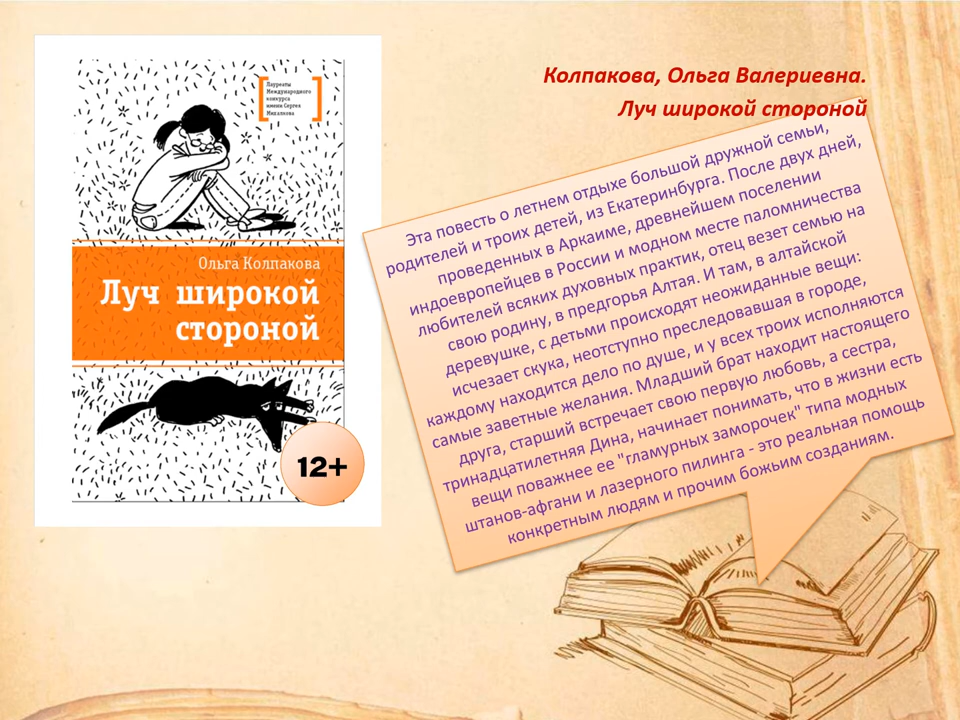 Лауреаты
Международного
конкурса
имени Сергея
Михалкова
Ольга Колпакова
Луч широкой
стороной
12+
Колпакова, Ольга Валериевна.
Луч широкой стороной
Эта повесть о летнем отдыхе большой дружной семьи,
родителей и троих детей, из Екатеринбурга. После двух дней,
проведенных в Аркаиме, древнейшем поселении
индоевропейцев в России и модном месте паломничества
любителей всяких духовных практик, отец везет семью на
свою родину, в предгорья Алтая. И там, в алтайской
деревушке, с детьми происходят неожиданные вещи:
исчезает скука, неотступно преследовавшая в городе,
каждому находится дело по душе, и у всех троих исполняются
самые заветные желания. Младший брат находит настоящего
друга, старший встречает свою первую любовь, а сестра,
тринадцатилетняя Дина, начинает понимать, что в жизни есть
вещи поважнее ее "гламурных заморочек" типа модных
штанов-афгани и лазерного пилинга - это реальная помощь
конкретным людям и прочим божьим созданиям.